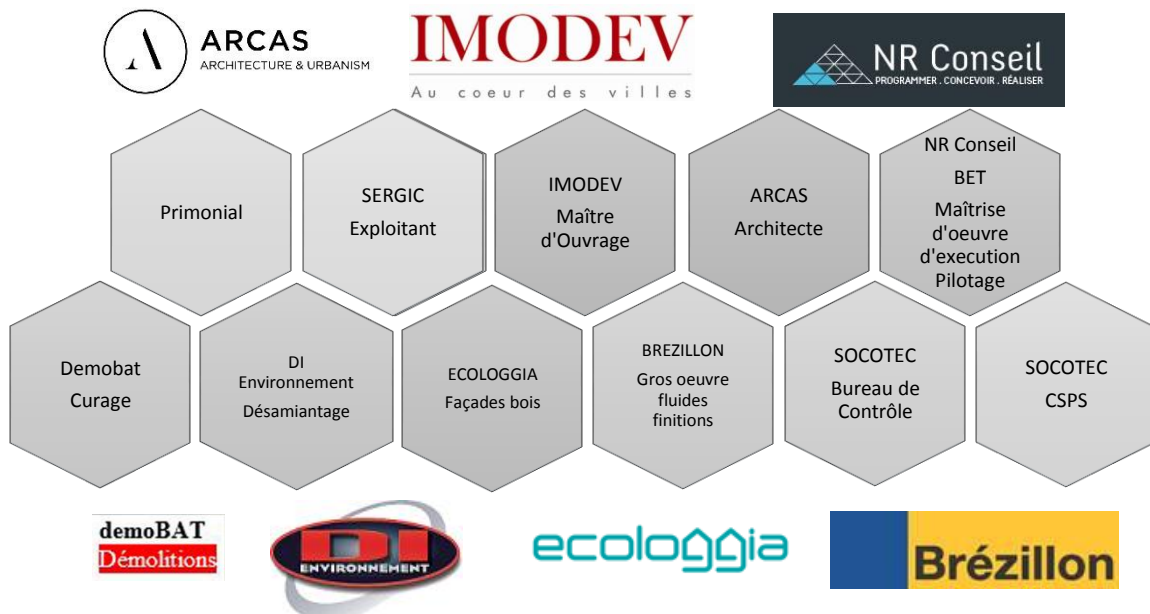 ARCAS
ARCHITECTURE & URBANISM
IMODEV
Au coeur des villes
NR Conseil
PROGRAMMER . CONCEVOIR . RÉALISER
Primonial
SERGIC
Exploitant
IMODEV
Maître
d'Ouvrage
ARCAS
Architecte
NR Conseil
BET
Maîtrise
d'oeuvre
d'execution
Pilotage
Demobat
Curage
DI
Environnement
Désamiantage
ECOLOGGIA
Façades bois
BREZILLON
Gros oeuvre
fluides
finitions
SOCOTEC
Bureau de
Contrôle
SOCOTEC
CSPS
demoBAT
Démolitions
DI
ENVIRONNEMENT
ecologgia
Brézillon